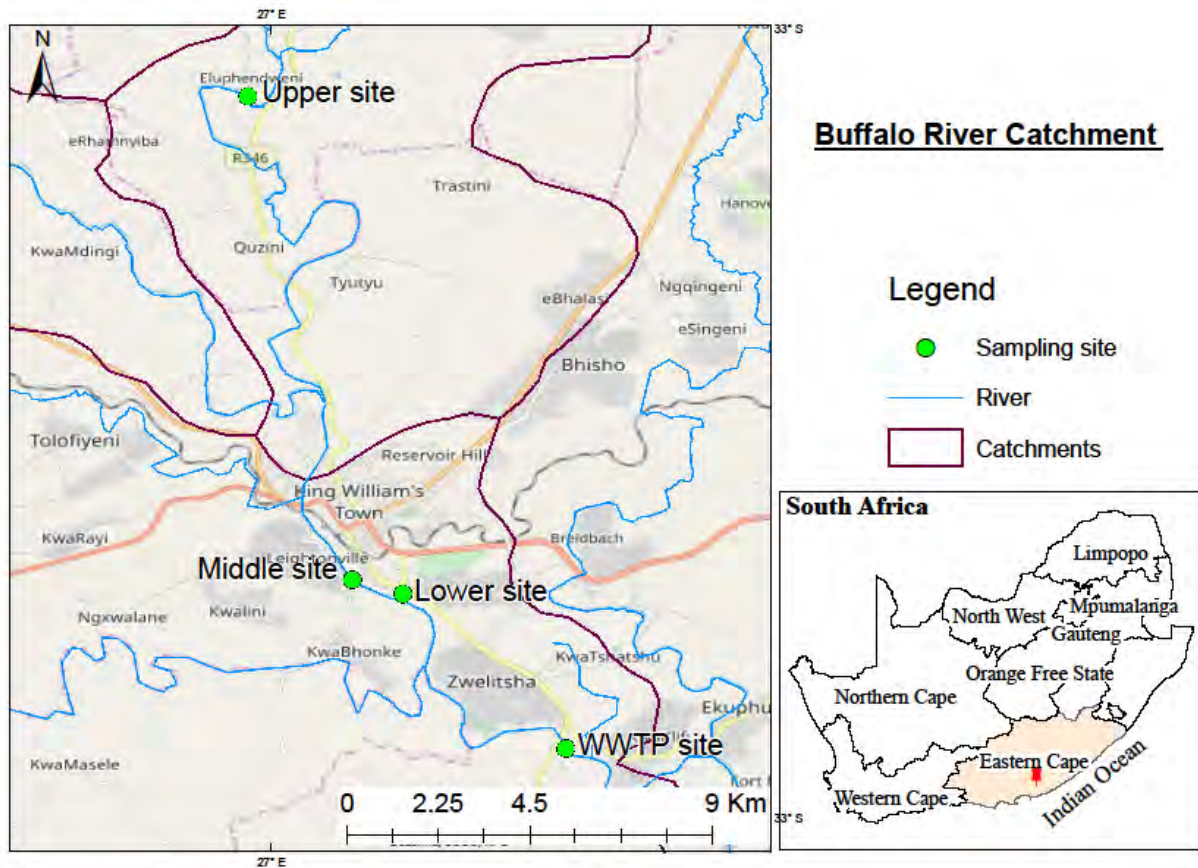 27° E
33° S
N
Eluphendweni
Upper site
eRhamnyiba
R346
Trastini
Hanove
KwaMdingi
Quzini
Tyutyu
Ngqingeni
eBhalasi
eSingeni
Bhisho
Tolofiyeni
Reservoir Hill
King William's
Town
KwaRayi
Breidbach
Leightonville
Middle site
Lower site
Ngxwalane
Kwalini
KwaBhonke
KwaTshatshu
Zwelitsha
Ekuphu
WWTP site
KwaMasele
0 2.25 4.5 9 Km
27° E
33° S
Buffalo River Catchment
Legend
Sampling site
River
Catchments
South Africa
Limpopo
North West
Mpumalanga
Gauteng
Orange Free State
Northern Cape
Eastern Cape
Western Cape
Indian Ocean